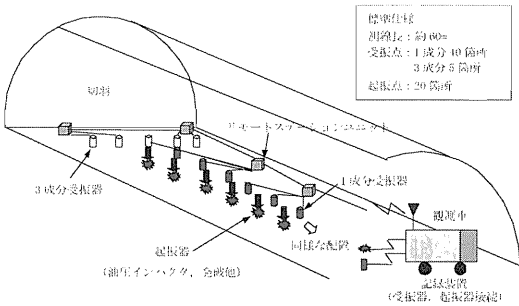 標準仕様
測線長：約60m
受振点：1成分40箇所
3成分5箇所
起振点：20箇所
切羽
リモートステーションユニット
3成分受振器
1成分受振器
起振器
(油圧インパクタ、発破他)
同様な配置
観測車
記録装置
(受振器、起振器接続)